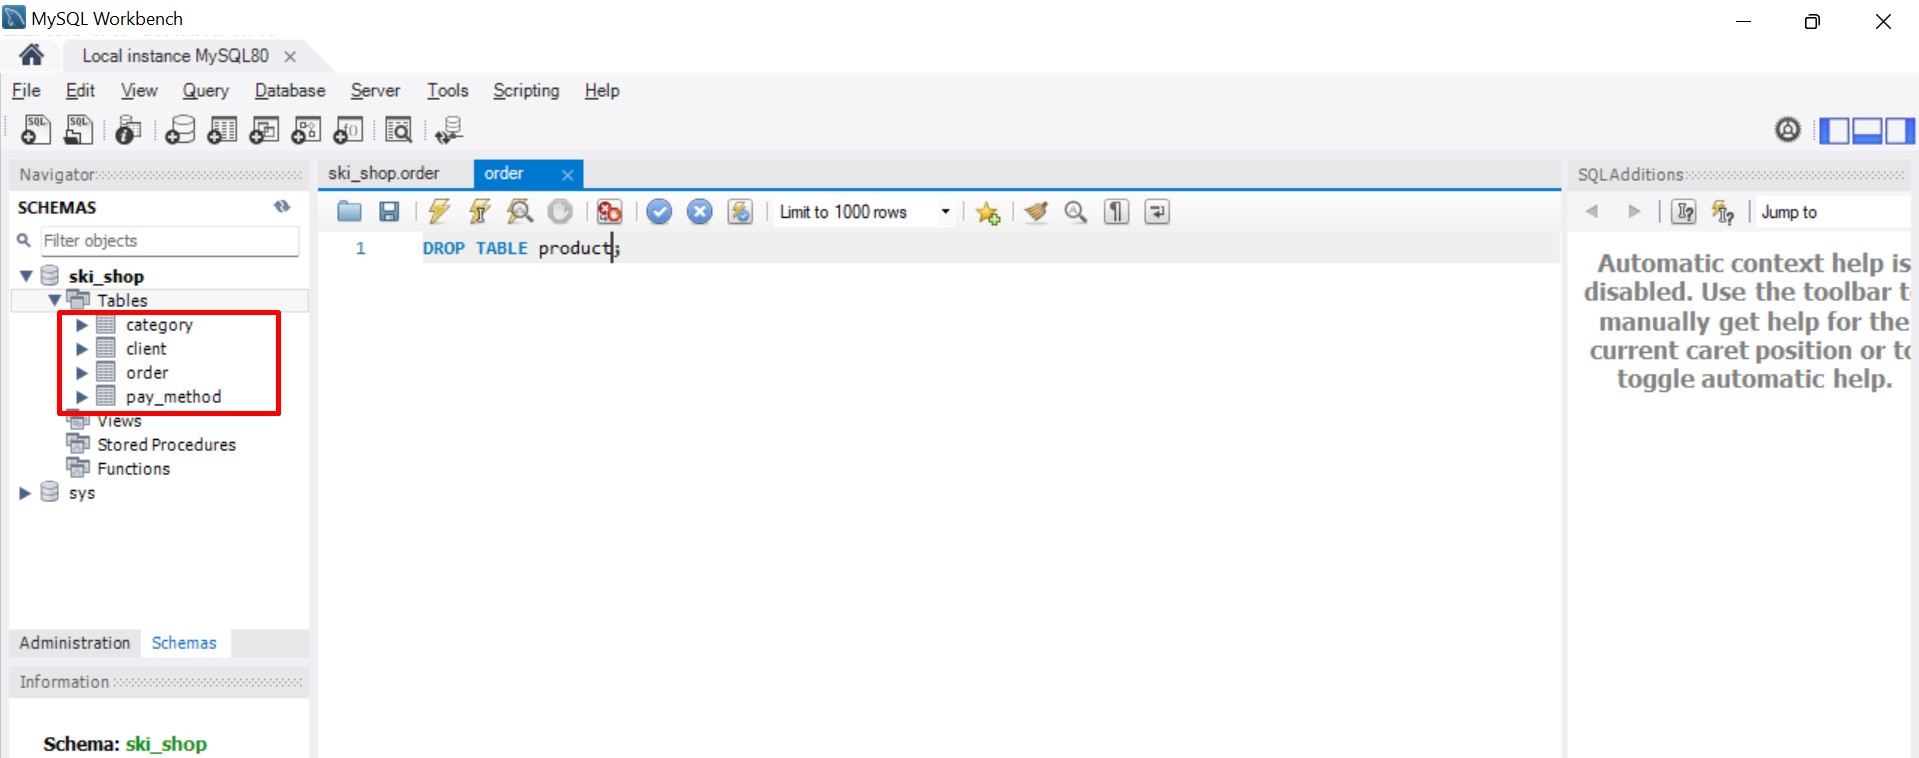 MySQL Workbench
Local instance MySQL80
File Edit View Query Database Server Tools Scripting Help
Navigator
SCHEMAS
Filter objects
ski_shop
Tables
category
client
order
pay_method
Views
Stored Procedures
Functions
sys
Administration Schemas
Information
Schema: ski_shop
ski_shop.order order
Limit to 1000 rows
1 DROP TABLE product;
SQLAdditions
Jump to
Automatic context help is
disabled. Use the toolbar t
manually get help for the
current caret position or to
toggle automatic help.